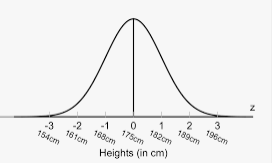 z
-3 -2 -1 0 1 2 3
154cm 161cm 168cm 175cm 182cm 189cm 196cm
Heights (in cm)